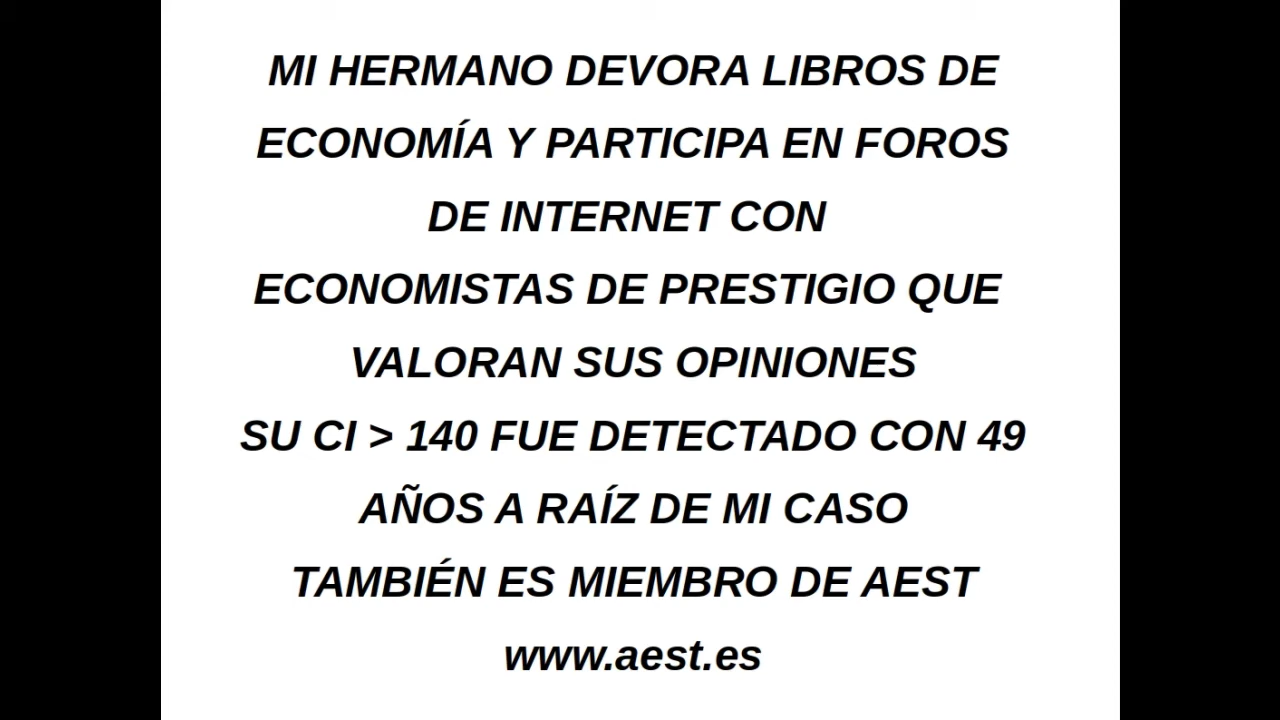 MI HERMANO DEVORA LIBROS DE
ECONOMÍA Y PARTICIPA EN FOROS
DE INTERNET CON
ECONOMISTAS DE PRESTIGIO QUE
VALORAN SUS OPINIONES
SU CI > 140 FUE DETECTADO CON 49
AÑOS A RAÍZ DE MI CASO
TAMBIÉN ES MIEMBRO DE AEST
www.aest.es